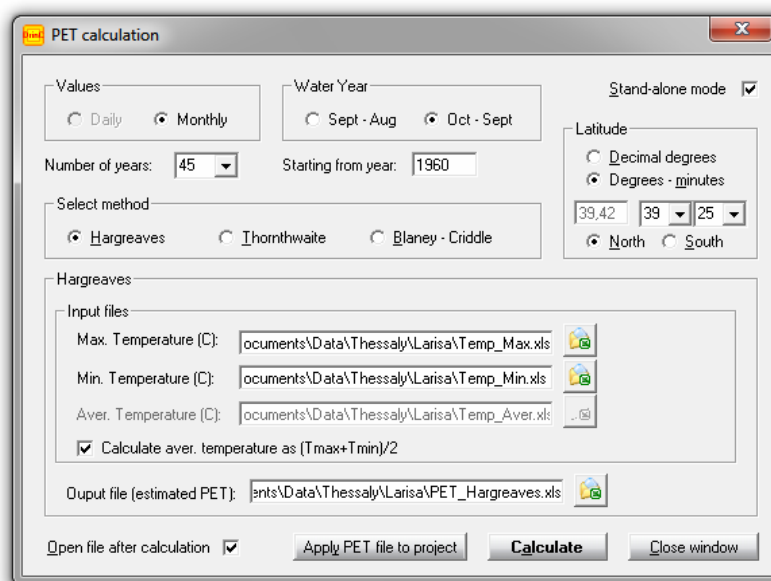 DrinC PET calculation
Values
Daily Monthly
Water Year
Sept - Aug Oct - Sept
Stand-alone mode
Number of years: 45 Starting from year: 1960
Latitude
Decimal degrees
Degrees - minutes
39,42 39 25
North South
Select method
Hargreaves Thornthwaite Blaney - Criddle
Hargreaves
Input files
Max. Temperature (C): ocuments\Data\Thessaly\Larisa\Temp_Max.xls
Min. Temperature (C): ocuments\Data\Thessaly\Larisa\Temp_Min.xls
Aver. Temperature (C): ocuments\Data\Thessaly\Larisa\Temp_Aver.xls
Calculate aver. temperature as (Tmax+Tmin)/2
Ouput file (estimated PET): ents\Data\Thessaly\Larisa\PET_Hargreaves.xls
Open file after calculation Apply PET file to project Calculate Close window